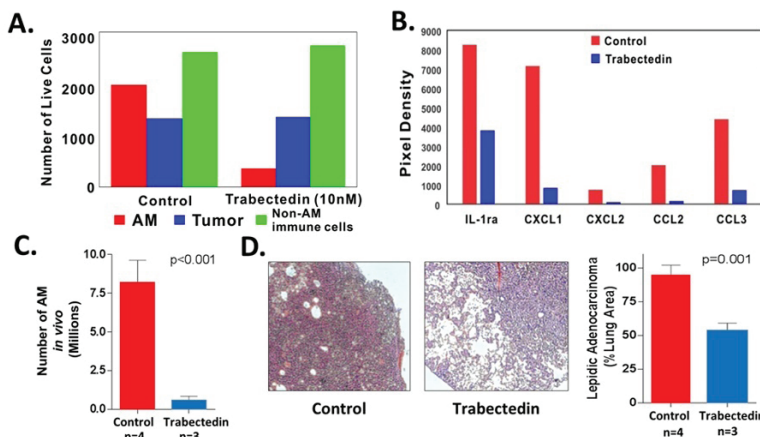 A.
Number of Live Cells
3000
2000
1000
0
Control
Trabectedin (10nM)
AM
Tumor
Non-AM
immune cells
B.
Pixel Density
9000
8000
7000
6000
5000
4000
3000
2000
1000
0
Control
Trabectedin
IL-1ra
CXCL1
CXCL2
CCL2
CCL3
C.
Number of AM
in vivo
(Millions)
10.0
7.5
5.0
2.5
0.0
p<0.001
Control
n=4
Trabectedin
n=3
D.
Control
Trabectedin
Lepidic Adenocarcinoma
(% Lung Area)
100
75
50
25
0
p=0.001
Control
n=4
Trabectedin
n=3